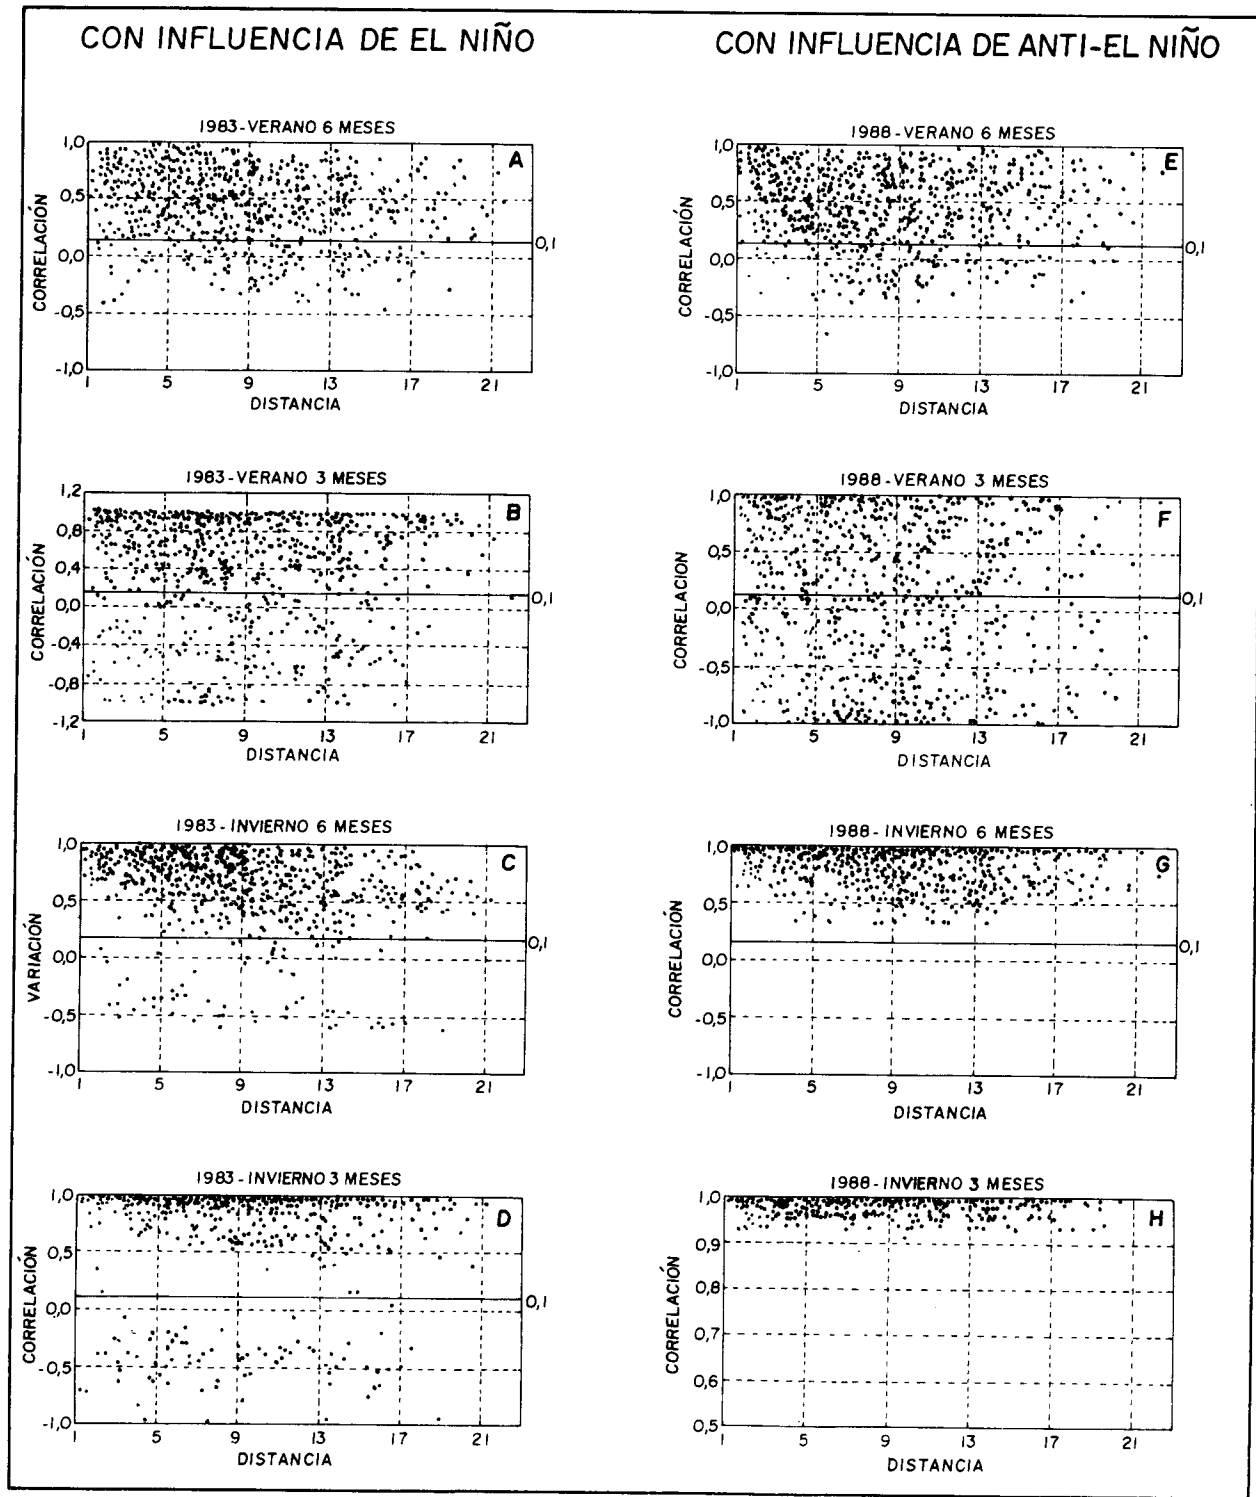 CON INFLUENCIA DE EL NIÑO
CON INFLUENCIA DE ANTI-EL NIÑO
1983-VERANO 6 MESES
A
CORRELACIÓN
1,0
0,5
0,0
-0,5
-1,0
0,1
1 5 9 13 17 21
DISTANCIA
1983-VERANO 3 MESES
B
CORRELACIÓN
1,2
0,8
0,4
0,0
-0,4
-0,8
-1,2
0,1
1 5 9 13 17 21
DISTANCIA
1983-INVIERNO 6 MESES
C
VARIACIÓN
1,0
0,5
0,0
-0,5
-1,0
0,1
1 5 9 13 17 21
DISTANCIA
1983-INVIERNO 3 MESES
D
CORRELACIÓN
1,0
0,5
0,0
-0,5
-1,0
0,1
1 5 9 13 17 21
DISTANCIA
1988-VERANO 6 MESES
E
CORRELACIÓN
1,0
0,5
0,0
-0,5
-1,0
0,1
1 5 9 13 17 21
DISTANCIA
1988-VERANO 3 MESES
F
CORRELACION
1,0
0,5
0,0
-0,5
-1,0
0,1
1 5 9 13 17 21
DISTANCIA
1988-INVIERNO 6 MESES
G
CORRELACIÓN
1,0
0,5
0,0
-0,5
-1,0
0,1
1 5 9 13 17 21
DISTANCIA
1988-INVIERNO 3 MESES
H
CORRELACIÓN
1,0
0,9
0,8
0,7
0,6
0,5
1 5 9 13 17 21
DISTANCIA